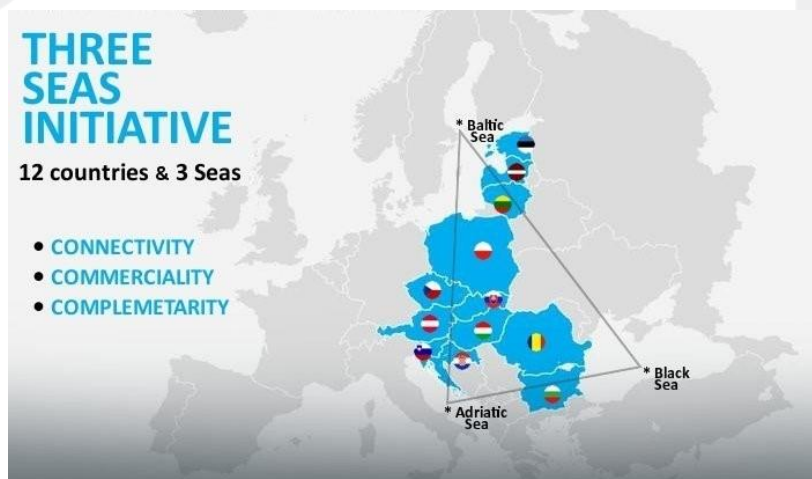 THREE
SEAS
INITIATIVE
12 countries & 3 Seas
• CONNECTIVITY
• COMMERCIALITY
• COMPLEMETARITY
* Baltic
Sea
* Black
Sea
* Adriatic
Sea